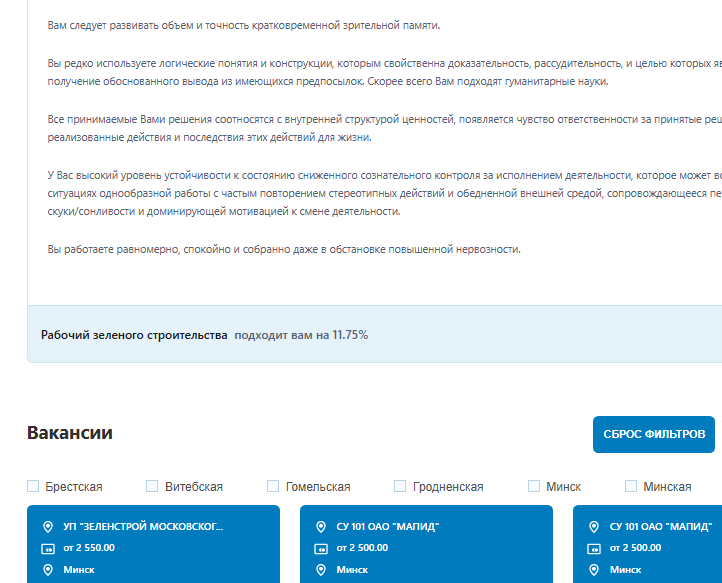 Вам следует развивать объем и точность кратковременной зрительной памяти.
Вы редко используете логические понятия и конструкции, которым свойственна доказательность, рассудительность, и целью которых яв
получение обоснованного вывода из имеющихся предпосылок. Скорее всего Вам подходят гуманитарные науки.
Все принимаемые Вами решения соотносятся с внутренней структурой ценностей, появляется чувство ответственности за принятые реш
реализованные действия и последствия этих действий для жизни.
У Вас высокий уровень устойчивости к состоянию сниженного сознательного контроля за исполнением деятельности, которое может во
ситуациях однообразной работы с частым повторением стереотипных действий и обедненной внешней средой, сопровождающееся пе
скуки/сонливости и доминирующей мотивацией к смене деятельности.
Вы работаете равномерно, спокойно и собранно даже в обстановке повышенной нервозности.
Рабочий зеленого строительства подходит вам на 11.75%
Вакансии
СБРОС ФИЛЬТРОВ
Брестская Витебская Гомельская Гродненская Минск Минская
УП "ЗЕЛЕНСТРОЙ МОСКОВСКОГ... СУ 101 ОАО "МАПИД" СУ 101 ОАО "МАПИД"
от 2 550.00 от 2 500.00 от 2 500.00
Минск Минск Минск